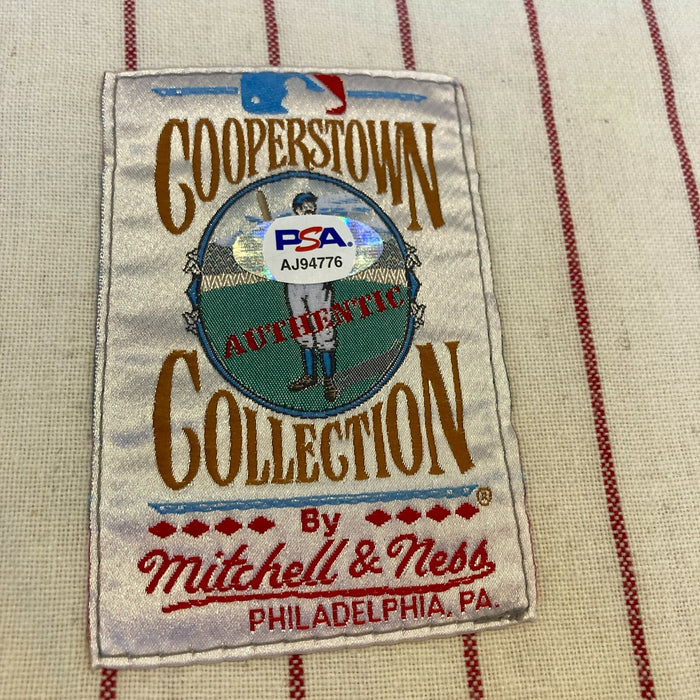 COOPERSTOWN
PSA.
AJ94776
AUTHENTIC
COLLECTION
®
By
Mitchell & Ness
PHILADELPHIA, PA.